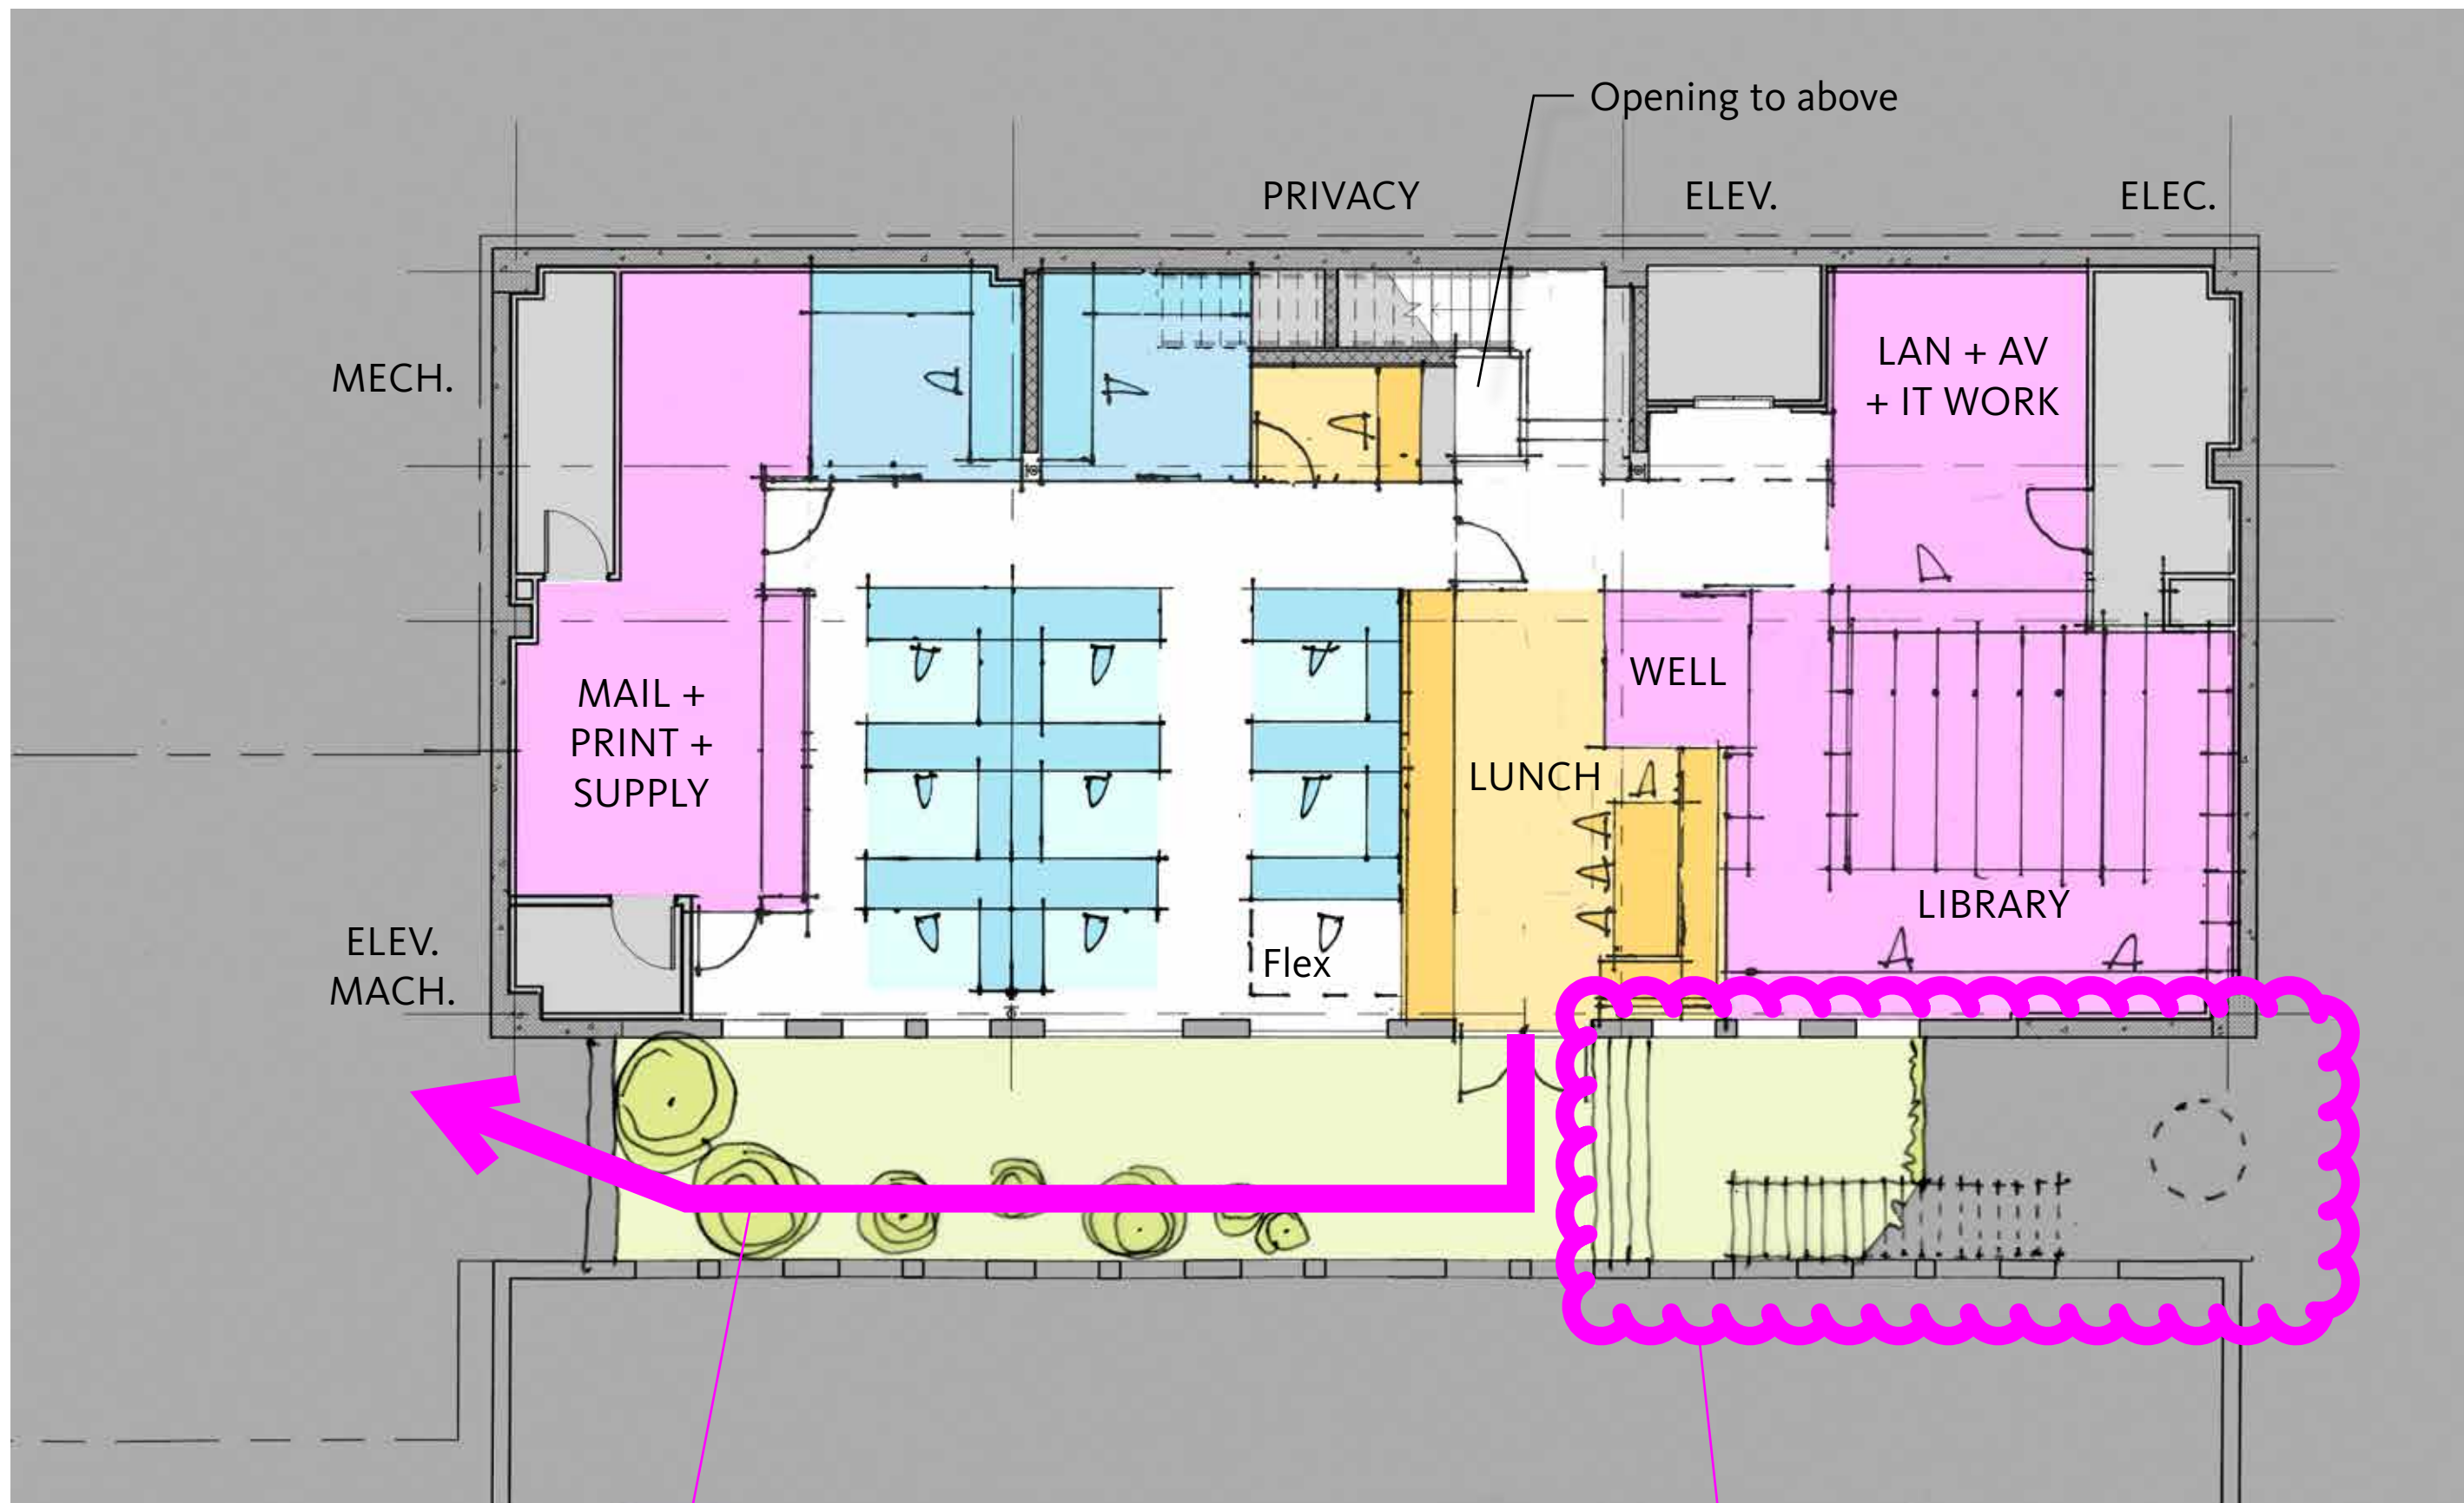 Opening to above
PRIVACY
ELEV.
ELEC.
MECH.
LAN + AV
+ IT WORK
MAIL +
PRINT +
SUPPLY
WELL
LUNCH
LIBRARY
ELEV.
MACH.
Flex